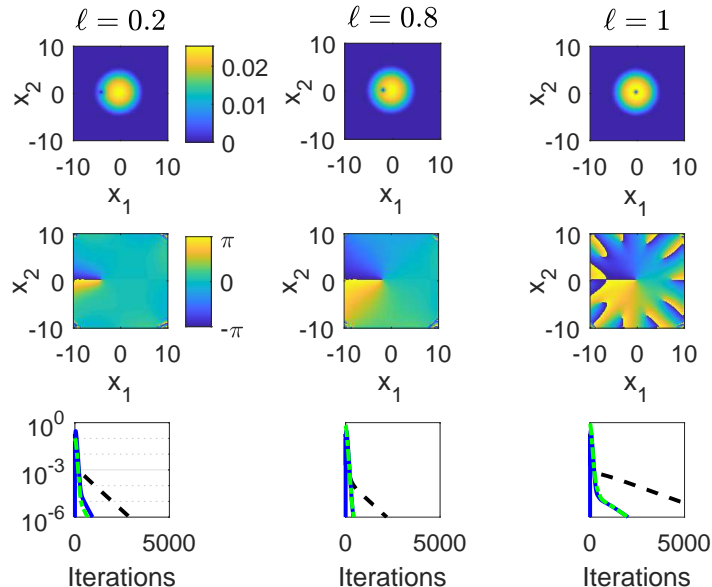 ℓ = 0.2 ℓ = 0.8 ℓ = 1
10 0.02 10 10
x₂ 0 0.01 x₂ 0 x₂ 0
-10 0 -10 -10
-10 0 10 -10 0 10 -10 0 10
x₁ x₁ x₁
10 π 10 10
x₂ 0 0 x₂ 0 x₂ 0
-10 -π -10 -10
-10 0 10 -10 0 10 -10 0 10
x₁ x₁ x₁
10⁰
10⁻³
10⁻⁶
0 5000 0 5000 0 5000
Iterations Iterations Iterations